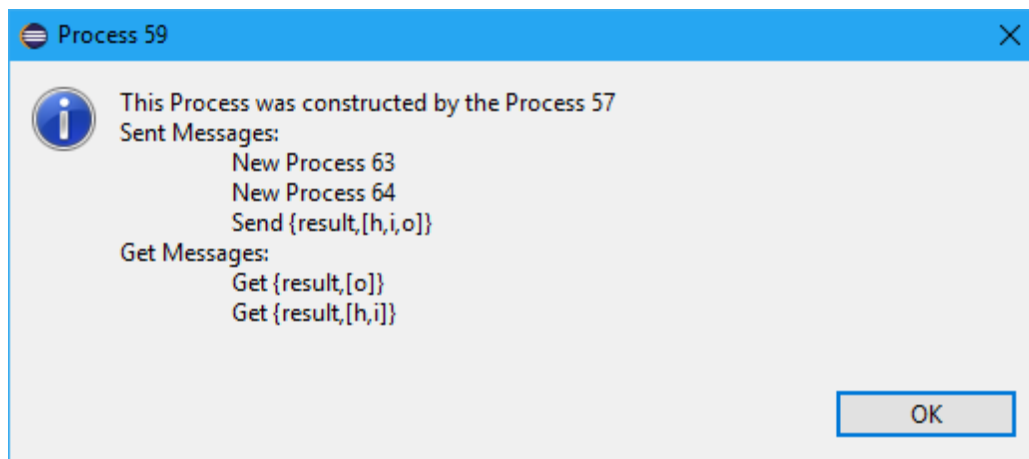 Process 59
This Process was constructed by the Process 57
Sent Messages:
New Process 63
New Process 64
Send {result,[h,i,o]}
Get Messages:
Get {result,[o]}
Get {result,[h,i]}
OK